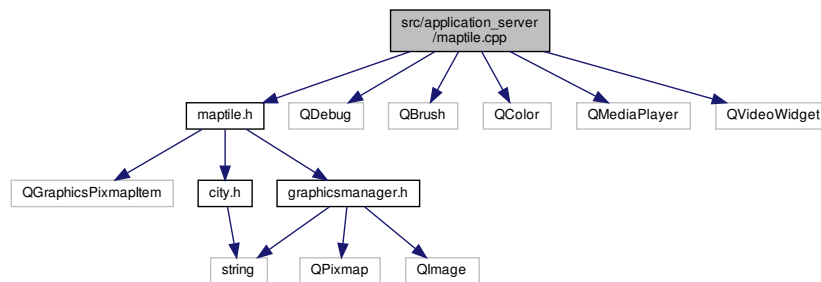 src/application_server
/maptile.cpp
maptile.h
QDebug
QBrush
QColor
QMediaPlayer
QVideoWidget
QGraphicsPixmapItem
city.h
graphicsmanager.h
string
QPixmap
QImage